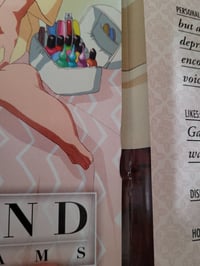 PERSONAL
but a
depr
enco
voic
LIKES
Ga
wa
DIS
HO
ND
AMS